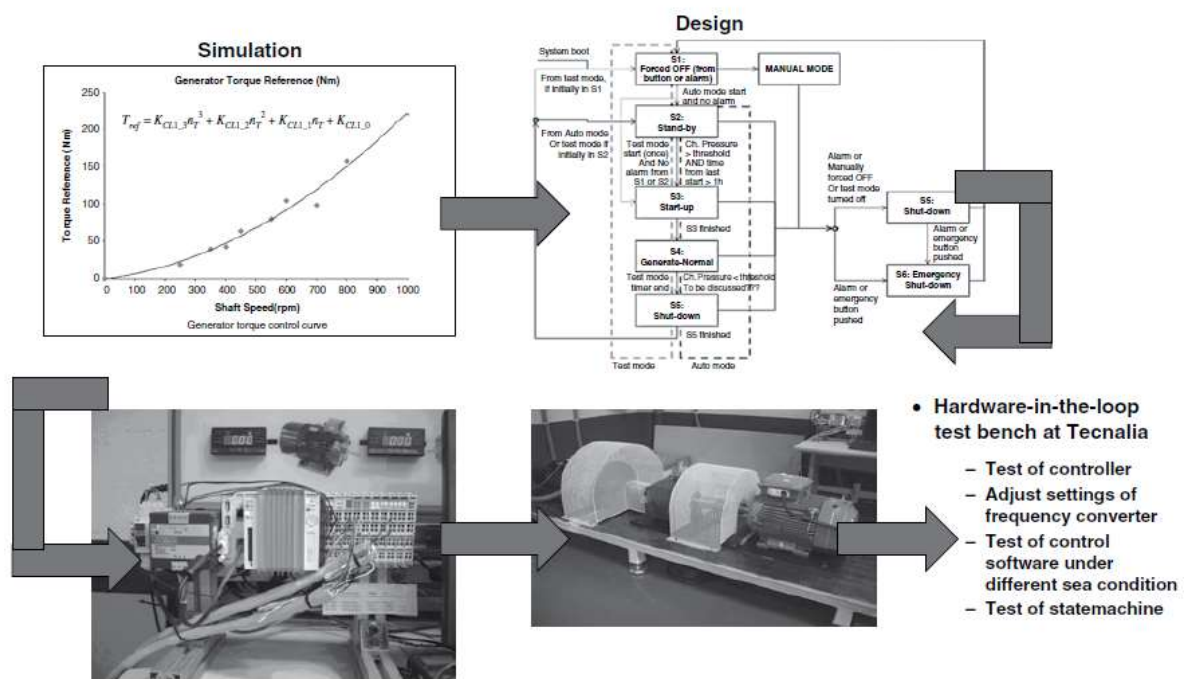 Simulation
Generator Torque Reference (Nm)
T_ref = K_CL1_3 n_T^3 + K_CL1_2 n_T^2 + K_CL1_1 n_T + K_CL1_0
Torque Reference (Nm)
250
200
150
100
50
0
0 100 200 300 400 500 600 700 800 900 1000
Shaft Speed(rpm)
Generator torque control curve
Design
System boot
From test mode,
if initially in S1
S1:
Forced OFF (from
button or alarm)
MANUAL MODE
Auto mode start
and no alarm
S2:
Stand-by
From Auto mode
Or test mode if
initially in S2
Test mode
start (once)
And No
alarm from
S1 or S2
Ch. Pressure
> threshold
AND time
from last
start > 1h
S3:
Start-up
S3 finished
S4:
Generate-Normal
Test mode
timer end
Ch. Pressure < threshold
To be discussed
S5:
Shut-down
S5 finished
Test mode
Auto mode
Alarm or
Manually
forced OFF
Or test mode
turned off
S5:
Shut-down
Alarm or
emergency
button
pushed
S6: Emergency
Shut-down
Alarm or
emergency
button
pushed
• Hardware-in-the-loop
test bench at Tecnalia
– Test of controller
– Adjust settings of
frequency converter
– Test of control
software under
different sea condition
– Test of statemachine